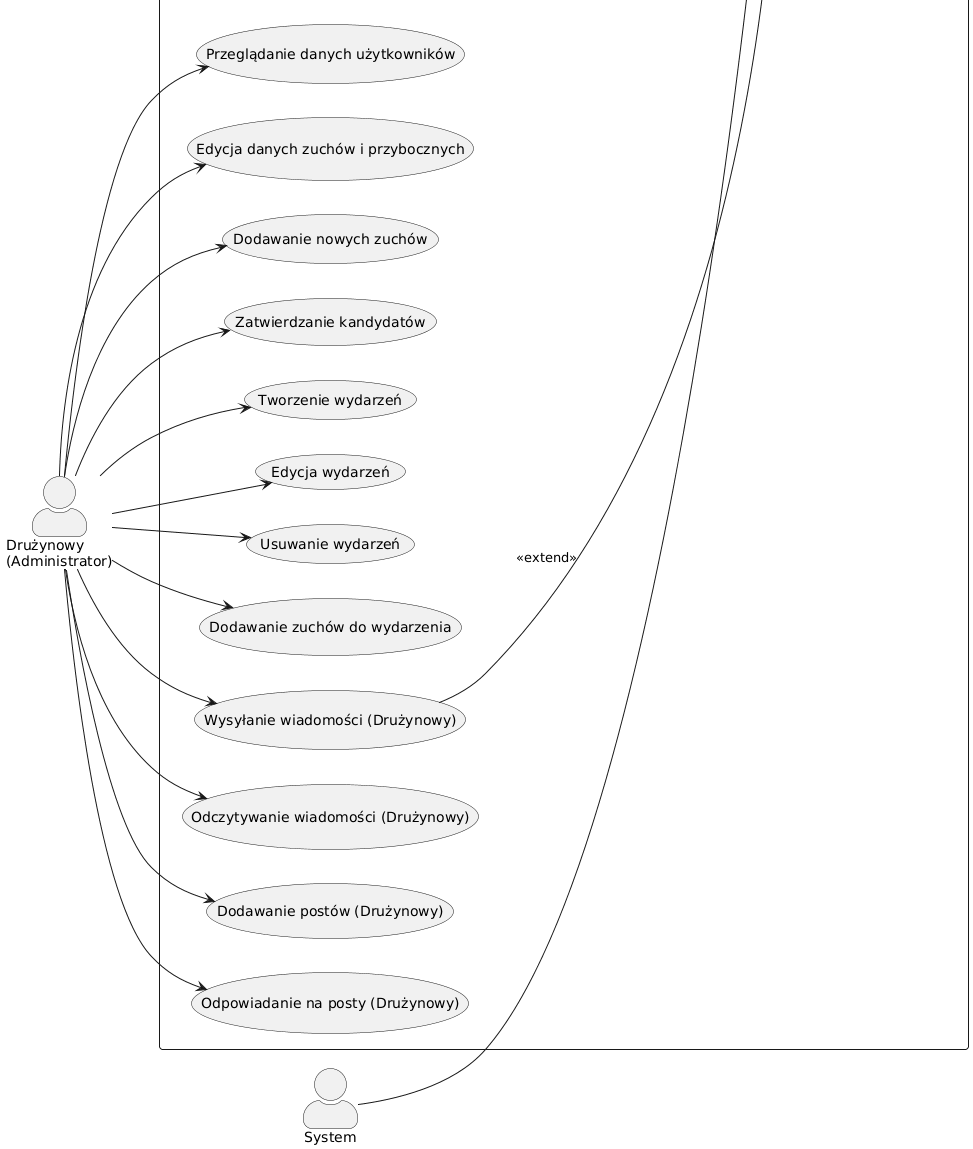 Przeglądanie danych użytkowników
Edycja danych zuchów i przybocznych
Dodawanie nowych zuchów
Zatwierdzanie kandydatów
Tworzenie wydarzeń
Edycja wydarzeń
Usuwanie wydarzeń
Drużynowy
(Administrator)
«extend»
Dodawanie zuchów do wydarzenia
Wysyłanie wiadomości (Drużynowy)
Odczytywanie wiadomości (Drużynowy)
Dodawanie postów (Drużynowy)
Odpowiadanie na posty (Drużynowy)
System